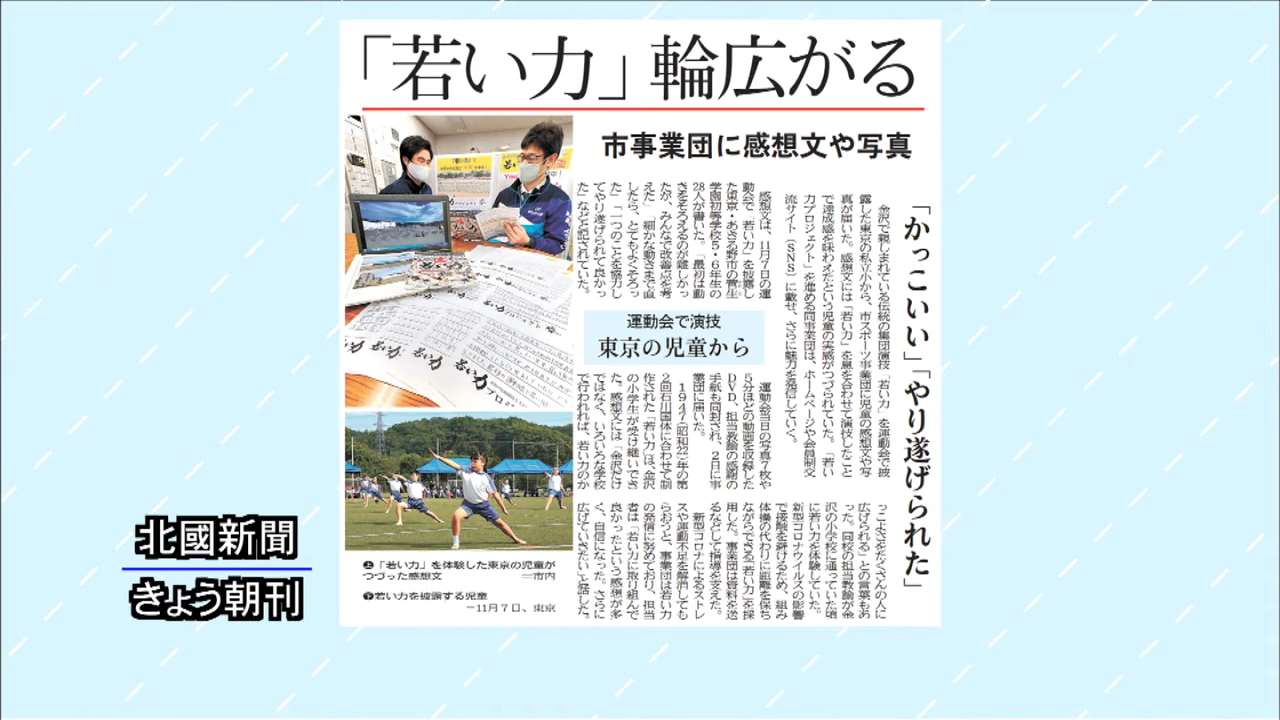 「若い力」輪広がる
市事業団に感想文や写真
「かっこいい」「やり遂げられた」
金沢で親しまれている伝統の集団演技「若い力」を運動会で披
露した東京の私立小から、市スポーツ事業団に児童の感想文や写
真が届いた。感想文には「若い力」を息を合わせて演技したこと
で達成感を味わえたという児童の実感がつづられていた。「若い
力プロジェクト」を進める同事業団は、ホームページや会員制交
流サイト（SNS）に載せ、さらに魅力を発信していく。
運動会で演技
東京の児童から
感想文は、11月7日の運
動会で「若い力」を披露し
た東京・あきる野市の菅生
学園初等学校5・6年生の
28人が書いた。「最初は動
きをそろえるのが難しかっ
たが、みんなで改善点を考
えた」「細かな動きまで直
したら、とてもよくそろっ
た」「一つのことを協力し
てやり遂げられて良かっ
た」などと記されていた。
運動会当日の写真7枚や
5分ほどの動画を収録した
DVD、担当教諭の感謝の
手紙も同封され、2日に事
業団に届いた。
1947（昭和22）年の第
2回石川国体に合わせて制
作された「若い力」は、金沢
の小学生が受け継いでき
た。感想文には「金沢だけ
ではなく、いろいろな学校
で行われれば、若い力のか
っこよさをたくさんの人に
広げられる」との言葉もあ
った。同校の担当教諭が金
沢の小学校に通っていた頃
に若い力を体験していた。
新型コロナウイルスの影響
で接触を避けるため、組み
体操の代わりに距離を保ち
ながらできる「若い力」を採
用した。事業団は資料を送
るなどして指導を支えた。
新型コロナによるストレ
スや運動不足を解消しても
らおうと、事業団は若い力
の発信に努めており、担当
者は「若い力に取り組んで
良かったという感想が多
く、自信になった。さらに
広げていきたい」と話した。
上「若い力」を体験した東京の児童が
つづった感想文　＝市内
下若い力を披露する児童
＝11月7日、東京
北國新聞
きょう朝刊